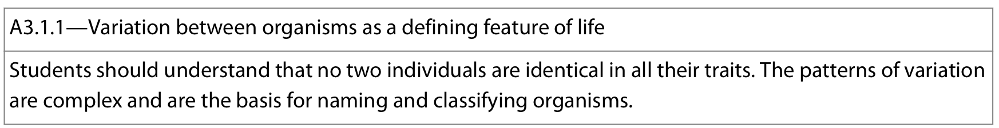 A3.1.1—Variation between organisms as a defining feature of life
Students should understand that no two individuals are identical in all their traits. The patterns of variation
are complex and are the basis for naming and classifying organisms.